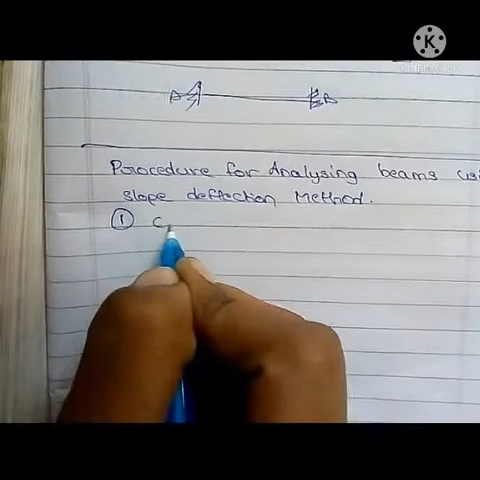 K
A B
Procedure for Analysing beams
slope deflection Method.
① C